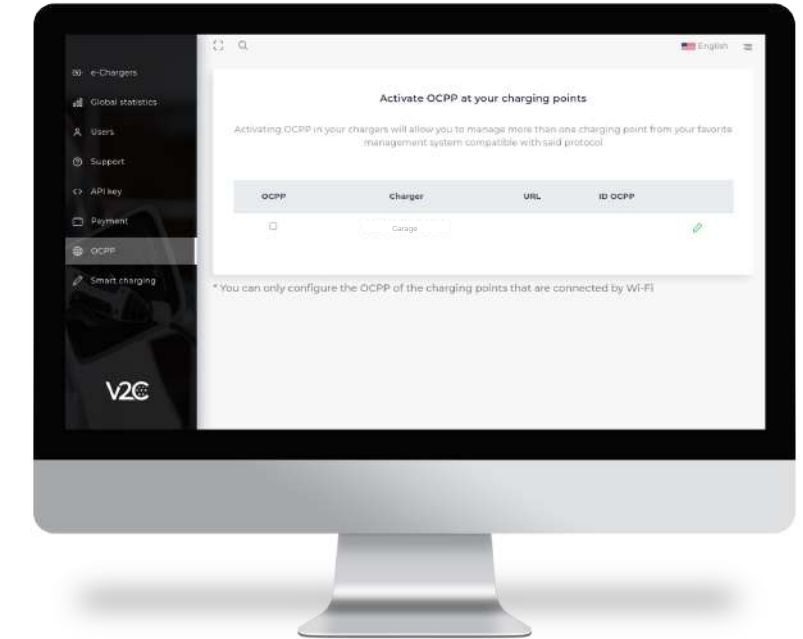 English
e-Chargers
Global statistics
Users
Support
API key
Payment
OCPP
Smart charging
V2C
Activate OCPP at your charging points
Activating OCPP in your chargers will allow you to manage more than one charging point from your favorite
management system compatible with said protocol
OCPP Charger URL ID OCPP
Garage
* You can only configure the OCPP of the charging points that are connected by Wi-Fi